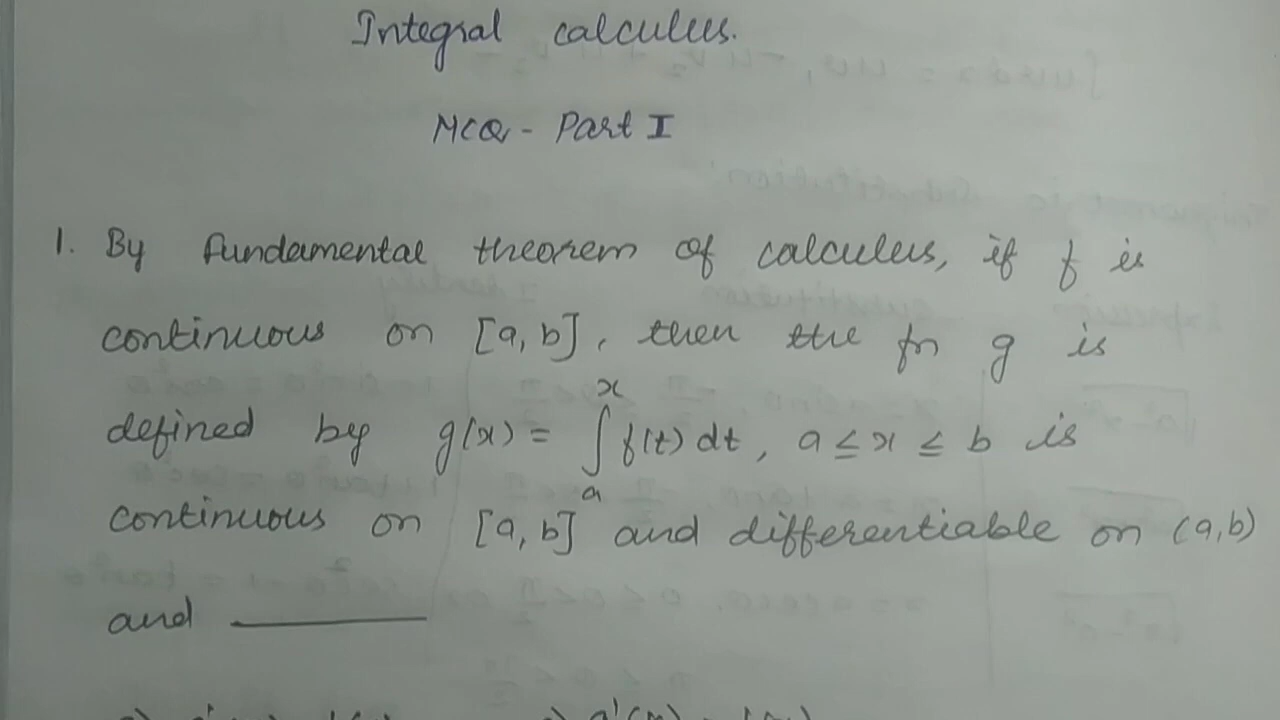 Integral calculus.
MCQ - Part I
1. By Fundamental theorem of calculus, if f is
continuous on [a,b], then the fn g is
defined by g(x) = ∫ₐˣ f(t) dt, a ≤ x ≤ b is
continuous on [a,b] and differentiable on (a,b)
and ________